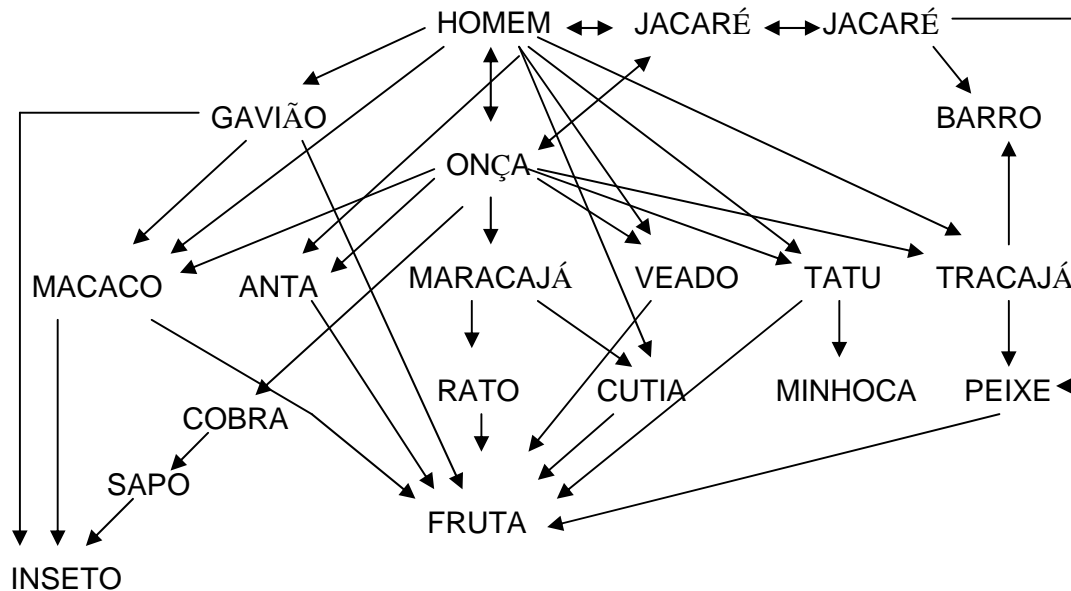 HOMEM JACARÉ JACARÉ
GAVIÃO BARRO
ONÇA
MACACO ANTA MARACAJÁ VEADO TATU TRACAJÁ
RATO CUTIA MINHOCA PEIXE
COBRA
SAPO
FRUTA
INSETO